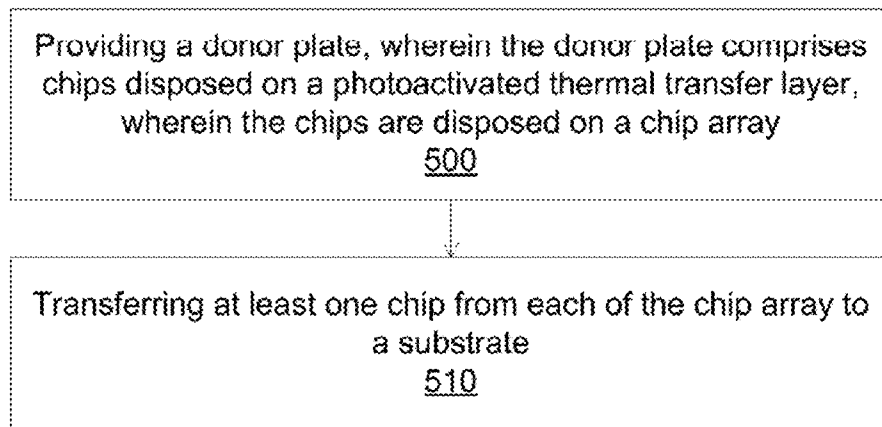 Providing a donor plate, wherein the donor plate comprises
chips disposed on a photoactivated thermal transfer layer,
wherein the chips are disposed on a chip array
500
Transferring at least one chip from each of the chip array to
a substrate
510